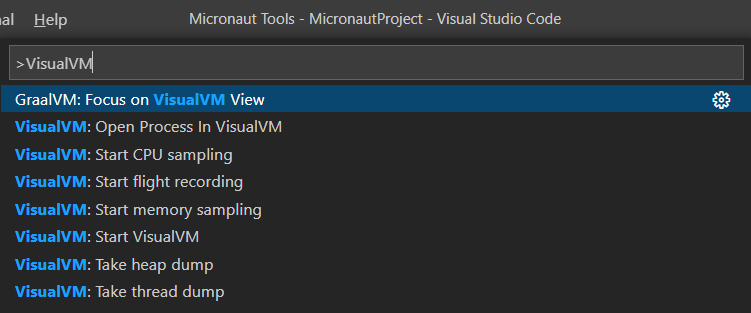 nal Help Micronaut Tools - MicronautProject - Visual Studio Code
>VisualVM
GraalVM: Focus on VisualVM View
VisualVM: Open Process In VisualVM
VisualVM: Start CPU sampling
VisualVM: Start flight recording
VisualVM: Start memory sampling
VisualVM: Start VisualVM
VisualVM: Take heap dump
VisualVM: Take thread dump